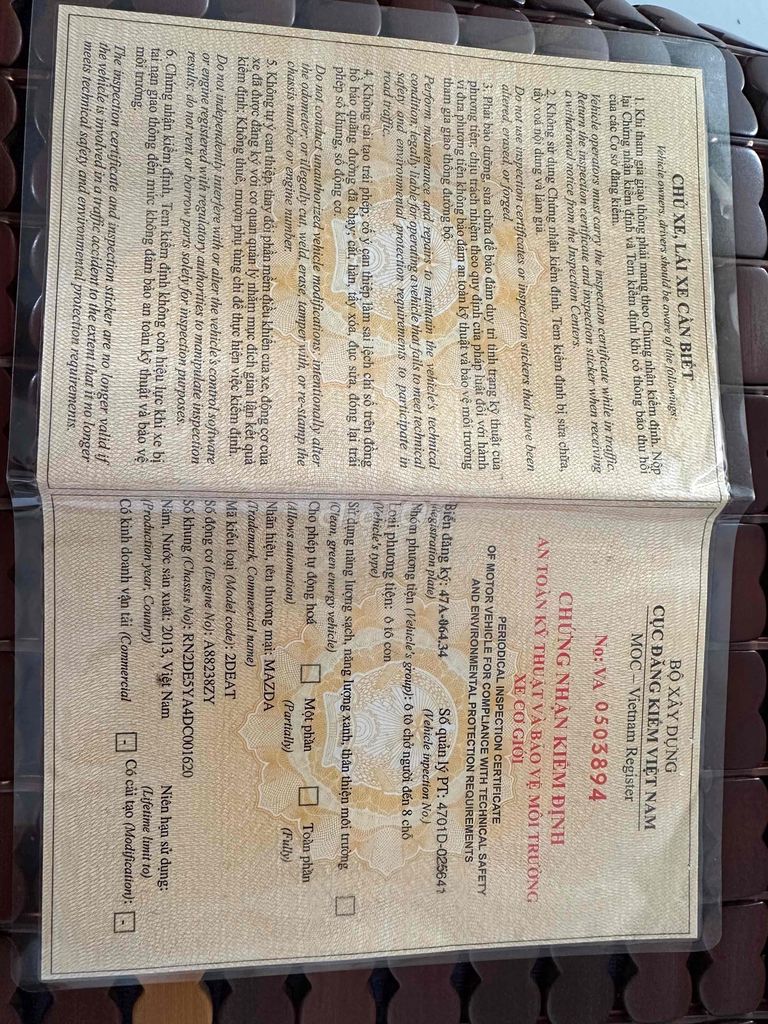 CHỦ XE, LÁI XE CẦN BIẾT
Vehicle owners, driven should be aware of the followings:
1. Khi tham gia giao thông phải mang theo Chứng nhận kiểm định. Nộp
lại Chứng nhận kiểm định và Tem kiểm định khi có thông báo thu hồi
của các Cơ sở đăng kiểm.
Vehicle operators must carry the inspection certificate while in traffic.
Return the inspection certificate and inspection sticker when receiving
a withdrawal notice from the Inspection Centers.
2. Không sử dụng Chứng nhận kiểm định, Tem kiểm định bị sửa chữa,
tẩy xoá nội dung và làm giả.
Do not use inspection certificates or inspection stickers that have been
altered, erased, or forged.
3. Phải bảo dưỡng, sửa chữa để bảo đảm duy trì tình trạng kỹ thuật của
phương tiện; chịu trách nhiệm theo quy định của pháp luật đối với hành
vi đưa phương tiện không bảo đảm an toàn kỹ thuật và bảo vệ môi trường
tham gia giao thông đường bộ.
Perform maintenance and repairs to maintain the vehicle's technical
condition, legally liable for operating a vehicle that fails to meet technical
safety and environmental protection requirements to participate in
road traffic.
4. Không cải tạo trái phép; cố ý can thiệp làm sai lệch chỉ số trên đồng
hồ báo quãng đường đã chạy; cắt, hàn, tẩy xóa, đục sửa, đóng lại trái
phép số khung, số động cơ.
Do not conduct unauthorized vehicle modifications; intentionally alter
the odometer; or illegally cut, weld, erase, tamper with, or re-stamp the
chassis number or engine number.
5. Không tự ý can thiệp, thay đổi phần mềm điều khiển của xe, động cơ của
xe đã được đăng ký với cơ quan quản lý nhằm mục đích gian lận kết quả
kiểm định; Không thuê, mượn phụ tùng chỉ để thực hiện việc kiểm định.
Do not independently interfere with or alter the vehicle's control software
or engine registered with regulatory authorities to manipulate inspection
results; do not rent or borrow parts solely for inspection purposes.
6. Chứng nhận kiểm định, Tem kiểm định không còn hiệu lực khi xe bị
tai nạn giao thông đến mức không đảm bảo an toàn kỹ thuật và bảo vệ
môi trường.
The inspection certificate and inspection sticker are no longer valid if
the vehicle is involved in a traffic accident to the extent that it no longer
meets technical safety and environmental protection requirements.
BỘ XÂY DỰNG
CỤC ĐĂNG KIỂM VIỆT NAM
MOC – Vietnam Register
No: VA 0503894
CHỨNG NHẬN KIỂM ĐỊNH
AN TOÀN KỸ THUẬT VÀ BẢO VỆ MÔI TRƯỜNG
XE CƠ GIỚI
PERIODICAL INSPECTION CERTIFICATE
OF MOTOR VEHICLE FOR COMPLIANCE WITH TECHNICAL SAFETY
AND ENVIRONMENTAL PROTECTION REQUIREMENTS
Biển đăng ký: 47A-064.34 Số quản lý PT: 4701D-025641
(Registration plate) (Vehicle inpection No.)
Nhóm phương tiện (Vehicle's group): ô tô chở người đến 8 chỗ
Loại phương tiện: ô tô con
(Vehicle's type)
Sử dụng năng lượng sạch, năng lượng xanh, thân thiện môi trường
(Clean, green energy vehicle)
Cho phép tự động hoá Một phần Toàn phần
(Allows automation) (Partially) (Fully)
Nhãn hiệu, tên thương mại: MAZDA
(Trademark, Commercial name)
Mã kiểu loại (Model code): 2DEAT
Số động cơ (Engine No): A88238ZY
Số khung (Chassis No): RN2DE5YA4DC001620
Năm, Nước sản xuất: 2013, Việt Nam Niên hạn sử dụng:
(Production year, Country) (Lifetime limit to)
Có kinh doanh vận tải (Commercial - Có cải tạo (Modification): -